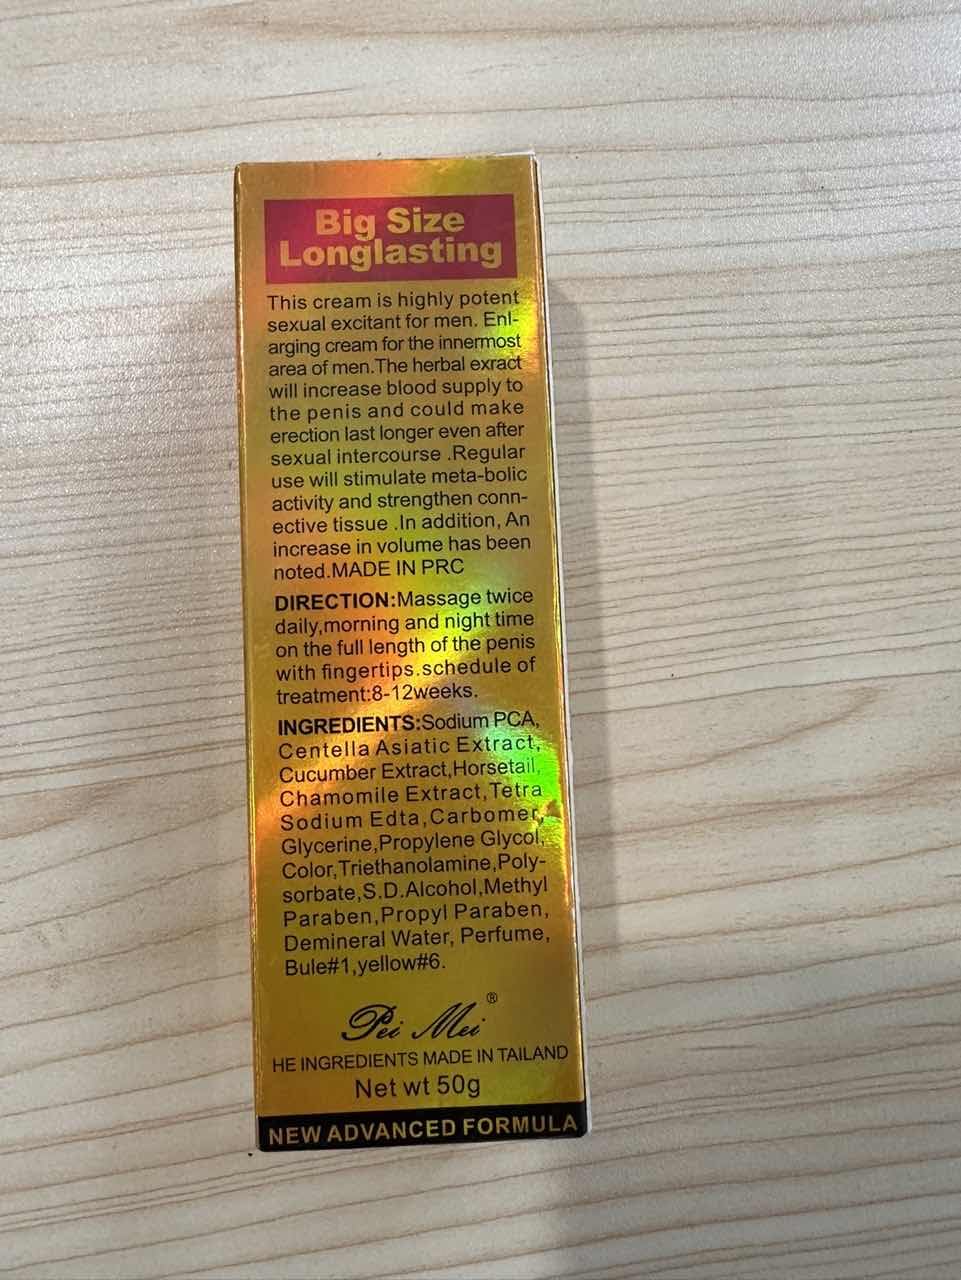 Big Size
Longlasting
This cream is highly potent
sexual excitant for men. Enl-
arging cream for the innermost
area of men.The herbal exract
will increase blood supply to
the penis and could make
erection last longer even after
sexual intercourse .Regular
use will stimulate meta-bolic
activity and strengthen conn-
ective tissue .In addition, An
increase in volume has been
noted.MADE IN PRC
DIRECTION:Massage twice
daily,morning and night time
on the full length of the penis
with fingertips.schedule of
treatment:8-12weeks.
INGREDIENTS:Sodium PCA,
Centella Asiatic Extract,
Cucumber Extract,Horsetail,
Chamomile Extract,Tetra
Sodium Edta,Carbomer,
Glycerine,Propylene Glycol,
Color,Triethanolamine,Poly-
sorbate,S.D.Alcohol,Methyl
Paraben,Propyl Paraben,
Demineral Water, Perfume,
Bule#1,yellow#6.
Pei Mei®
HE INGREDIENTS MADE IN TAILAND
Net wt 50g
NEW ADVANCED FORMULA